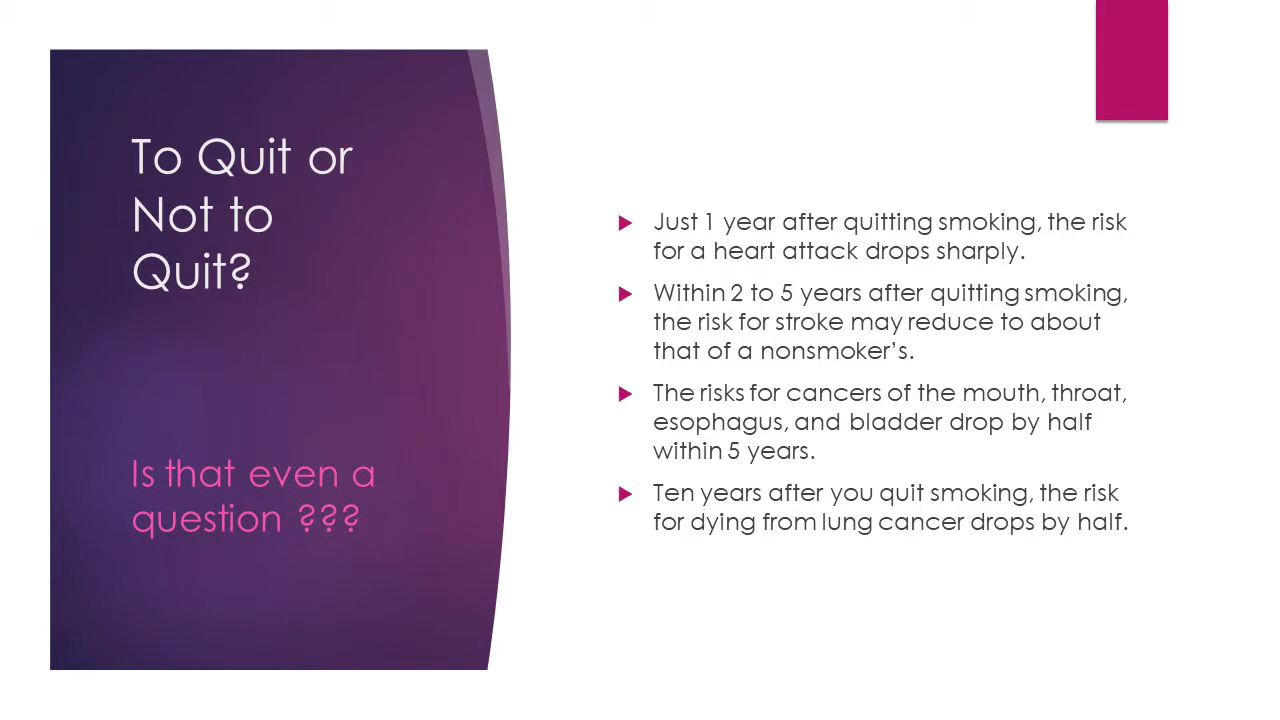 To Quit or
Not to
Quit?
Is that even a
question ???
Just 1 year after quitting smoking, the risk
for a heart attack drops sharply.
Within 2 to 5 years after quitting smoking,
the risk for stroke may reduce to about
that of a nonsmoker’s.
The risks for cancers of the mouth, throat,
esophagus, and bladder drop by half
within 5 years.
Ten years after you quit smoking, the risk
for dying from lung cancer drops by half.